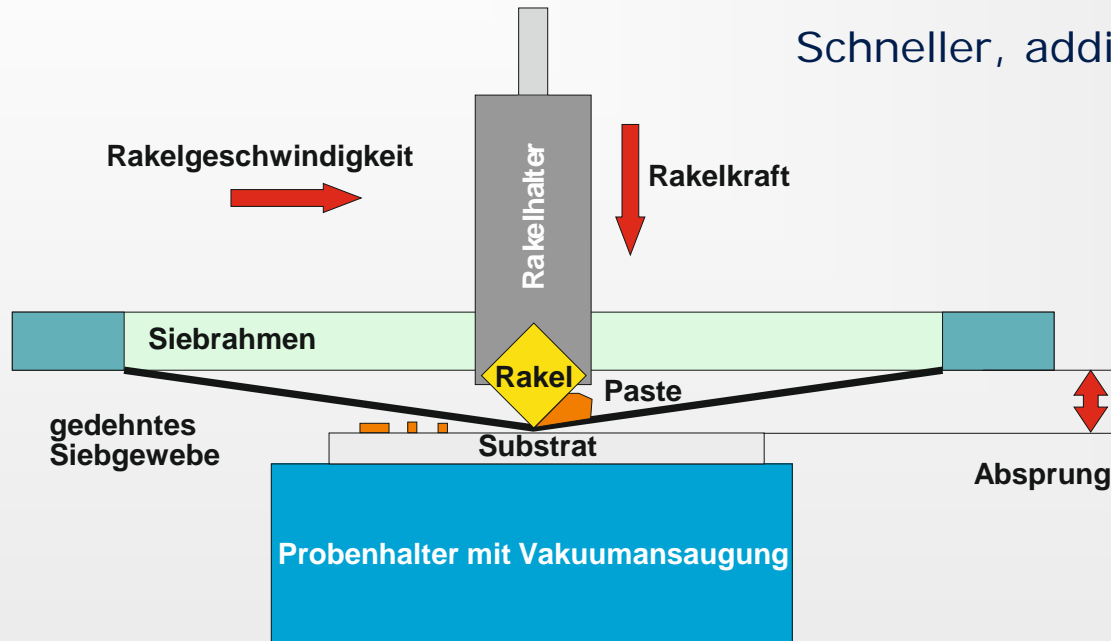 Schneller, addi
Rakelgeschwindigkeit
Rakelhalter
Rakelkraft
Siebrahmen
Rakel
Paste
gedehntes
Siebgewebe
Substrat
Absprung
Probenhalter mit Vakuumansaugung